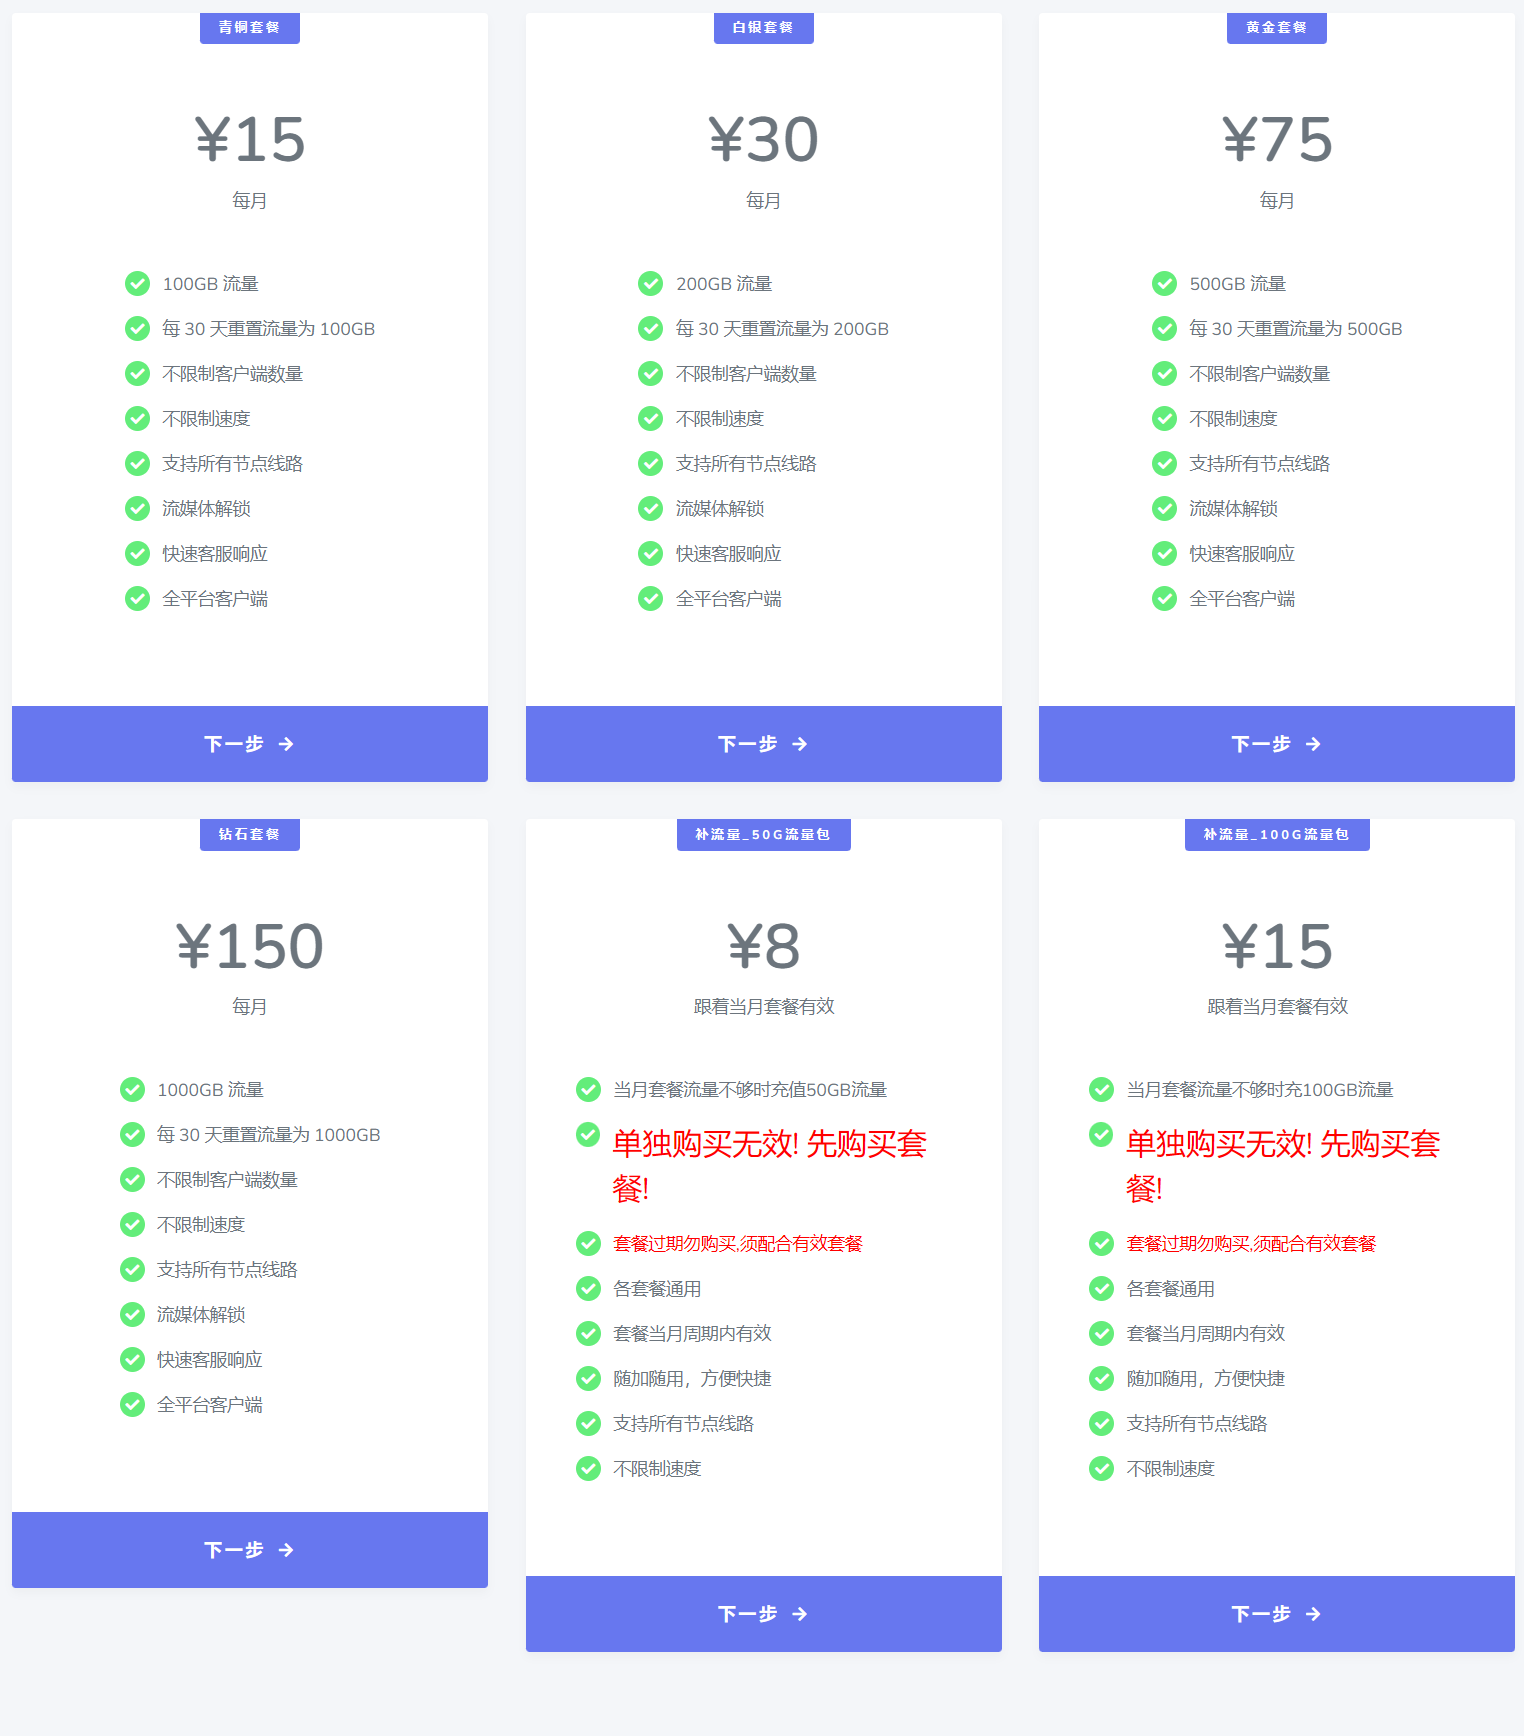 青铜套餐
¥15
每月
100GB 流量
每 30 天重置流量为 100GB
不限制客户端数量
不限制速度
支持所有节点线路
流媒体解锁
快速客服响应
全平台客户端
下一步 →
白银套餐
¥30
每月
200GB 流量
每 30 天重置流量为 200GB
不限制客户端数量
不限制速度
支持所有节点线路
流媒体解锁
快速客服响应
全平台客户端
下一步 →
黄金套餐
¥75
每月
500GB 流量
每 30 天重置流量为 500GB
不限制客户端数量
不限制速度
支持所有节点线路
流媒体解锁
快速客服响应
全平台客户端
下一步 →
钻石套餐
¥150
每月
1000GB 流量
每 30 天重置流量为 1000GB
不限制客户端数量
不限制速度
支持所有节点线路
流媒体解锁
快速客服响应
全平台客户端
下一步 →
补流量_50G流量包
¥8
跟着当月套餐有效
当月套餐流量不够时充值50GB流量
单独购买无效! 先购买套
餐!
套餐过期勿购买,须配合有效套餐
各套餐通用
套餐当月周期内有效
随加随用，方便快捷
支持所有节点线路
不限制速度
下一步 →
补流量_100G流量包
¥15
跟着当月套餐有效
当月套餐流量不够时充100GB流量
单独购买无效! 先购买套
餐!
套餐过期勿购买,须配合有效套餐
各套餐通用
套餐当月周期内有效
随加随用，方便快捷
支持所有节点线路
不限制速度
下一步 →